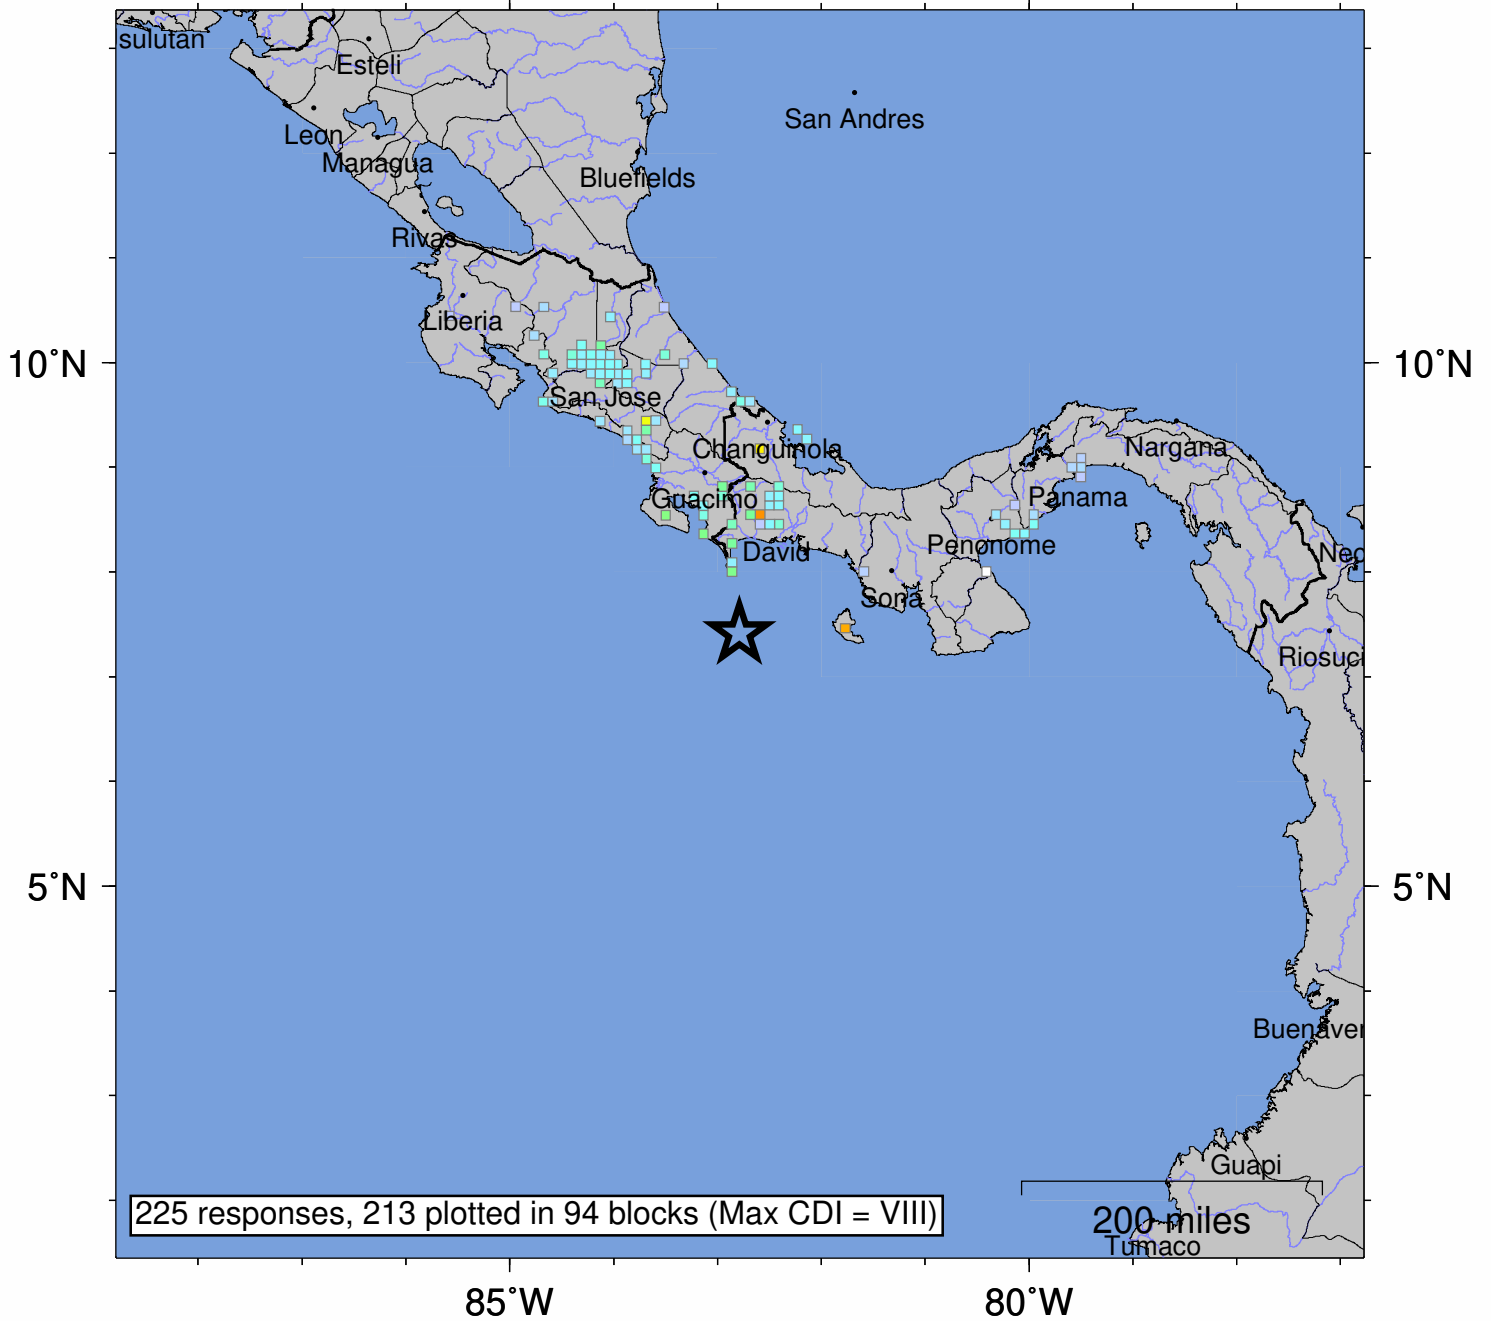 sulutan
Esteli
San Andres
Leon
Managua
Bluefields
Rivas
Liberia
10˚N
10˚N
San Jose
Changuinola
Nargana
Guacimo
Panama
David
Penonome
Nec
Sona
Riosuci
5˚N
5˚N
Buenaver
Guapi
225 responses, 213 plotted in 94 blocks (Max CDI = VIII)
200 miles
Tumaco
85˚W
80˚W